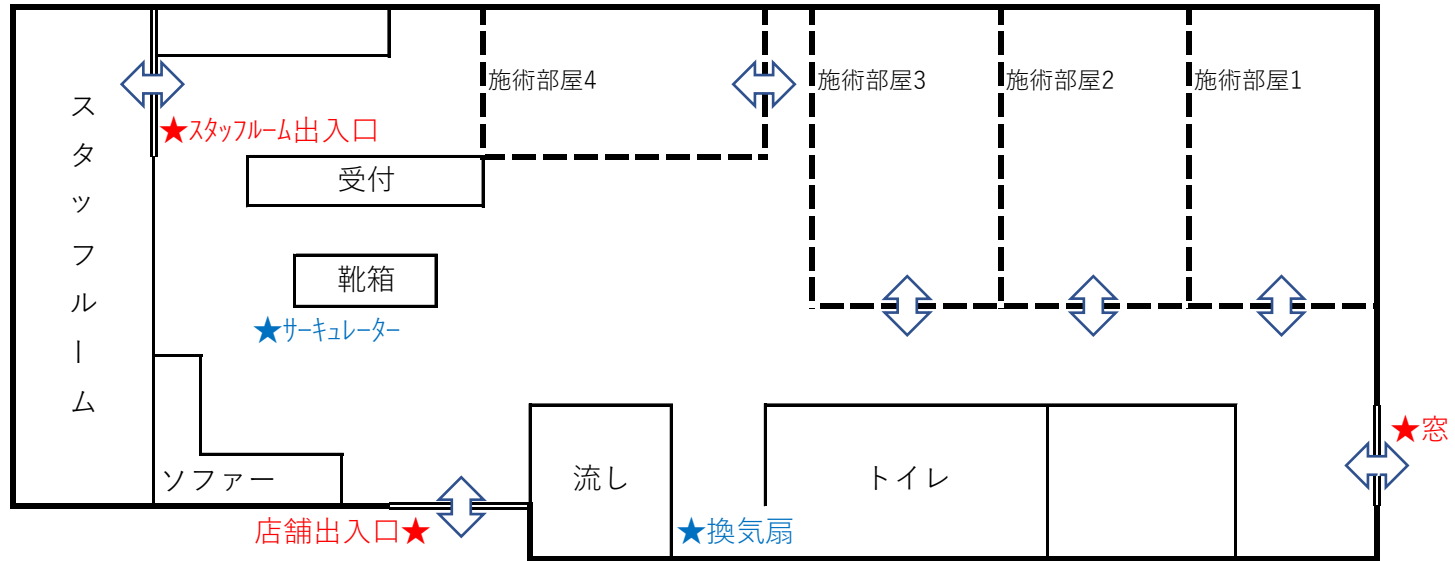 スタッフルーム
施術部屋4
施術部屋3
施術部屋2
施術部屋1
★ｽﾀｯﾌﾙｰﾑ出入口
受付
靴箱
★ｻｰｷｭﾚｰﾀｰ
★窓
ソファー
流し
トイレ
店舗出入口★
★換気扇